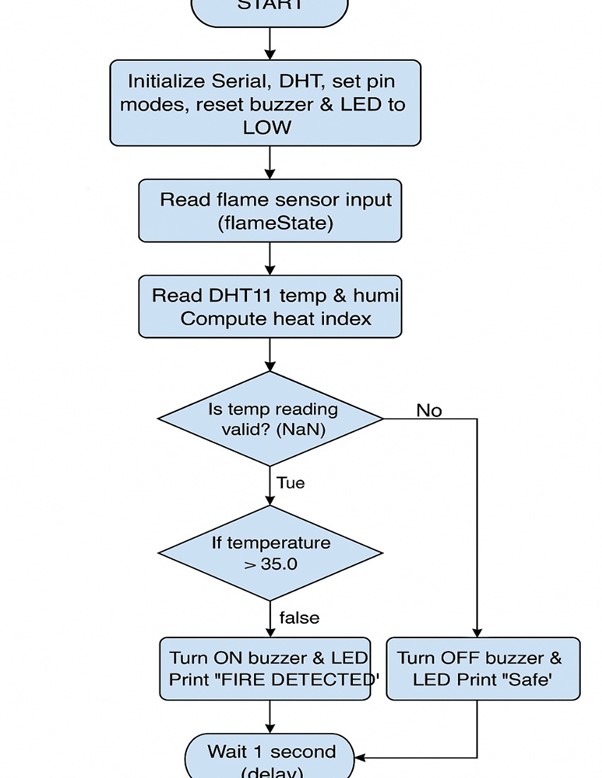 START
Initialize Serial, DHT, set pin
modes, reset buzzer & LED to
LOW
Read flame sensor input
(flameState)
Read DHT11 temp & humi
Compute heat index
Is temp reading
valid? (NaN)
No
Tue
If temperature
> 35.0
false
Turn ON buzzer & LED
Print "FIRE DETECTED'
Turn OFF buzzer &
LED Print "Safe'
Wait 1 second
(delay)